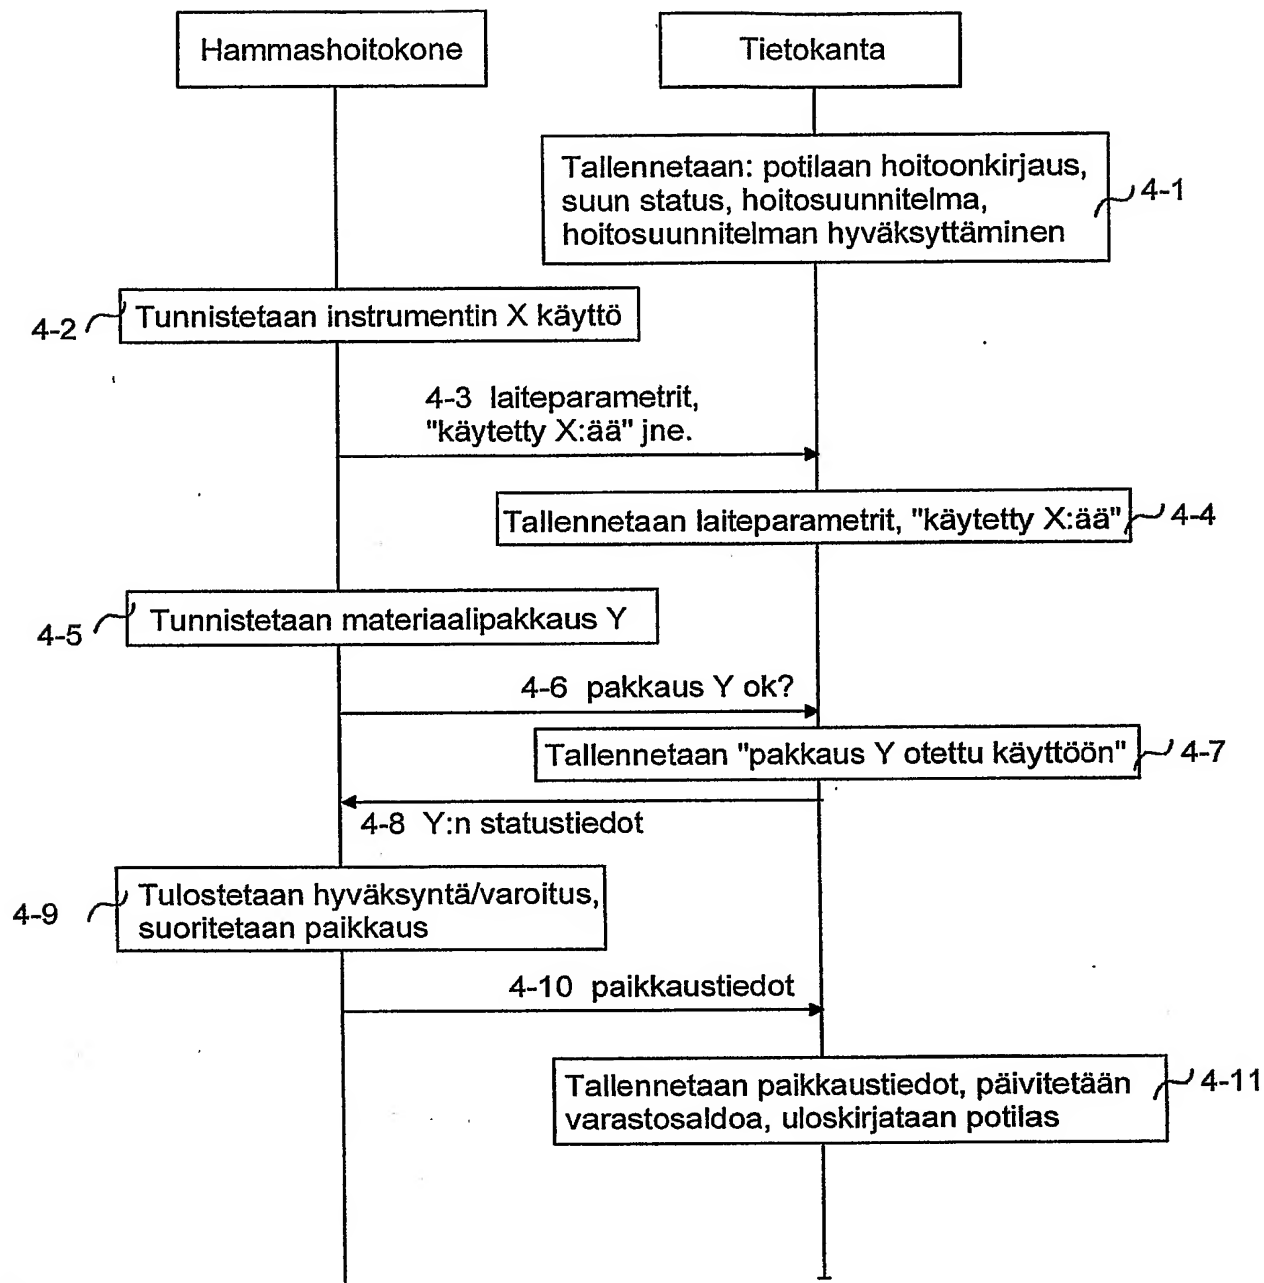 Hammashoitokone
Tietokanta
Tallennetaan: potilaan hoitoonkirjaus,
suun status, hoitosuunnitelma,
hoitosuunnitelman hyväksyttäminen
4-1
4-2
Tunnistetaan instrumentin X käyttö
4-3 laiteparametrit,
"käytetty X:ää" jne.
Tallennetaan laiteparametrit, "käytetty X:ää"
4-4
4-5
Tunnistetaan materiaalipakkaus Y
4-6 pakkaus Y ok?
Tallennetaan "pakkaus Y otettu käyttöön"
4-7
4-8 Y:n statustiedot
4-9
Tulostetaan hyväksyntä/varoitus,
suoritetaan paikkaus
4-10 paikkaustiedot
Tallennetaan paikkaustiedot, päivitetään
varastosaldoa, uloskirjataan potilas
4-11